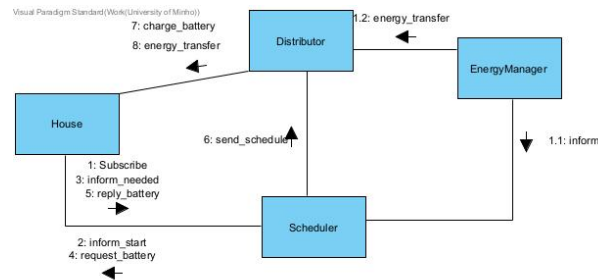 Visual Paradigm Standard(Work(University of Minho))
7: charge_battery
8: energy_transfer
Distributor
1.2: energy_transfer
EnergyManager
House
6: send_schedule
1.1: inform
1: Subscribe
3: inform_needed
5: reply_battery
Scheduler
2: inform_start
4: request_battery